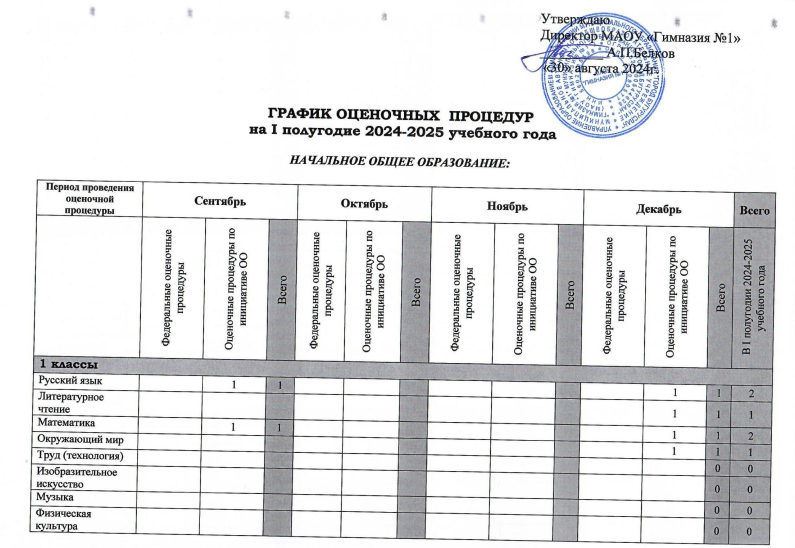 Утверждаю
Директор МАОУ «Гимназия №1»
А.П.Белков
«30» августа 2024г.
ГРАФИК ОЦЕНОЧНЫХ ПРОЦЕДУР
на I полугодие 2024-2025 учебного года
НАЧАЛЬНОЕ ОБЩЕЕ ОБРАЗОВАНИЕ:
Период проведения оценочной процедуры Сентябрь Октябрь Ноябрь Декабрь Всего
Федеральные оценочные процедуры
Оценочные процедуры по инициативе ОО
Всего
Федеральные оценочные процедуры
Оценочные процедуры по инициативе ОО
Всего
Федеральные оценочные процедуры
Оценочные процедуры по инициативе ОО
Всего
Федеральные оценочные процедуры
Оценочные процедуры по инициативе ОО
Всего
В I полугодии 2024-2025 учебного года
1 классы
Русский язык 1 1 1 1 2
Литературное
чтение 1 1 1
Математика 1 1 1 1 2
Окружающий мир 1 1 1
Труд (технология) 0 0
Изобразительное
искусство 0 0
Музыка 0 0
Физическая
культура 0 0